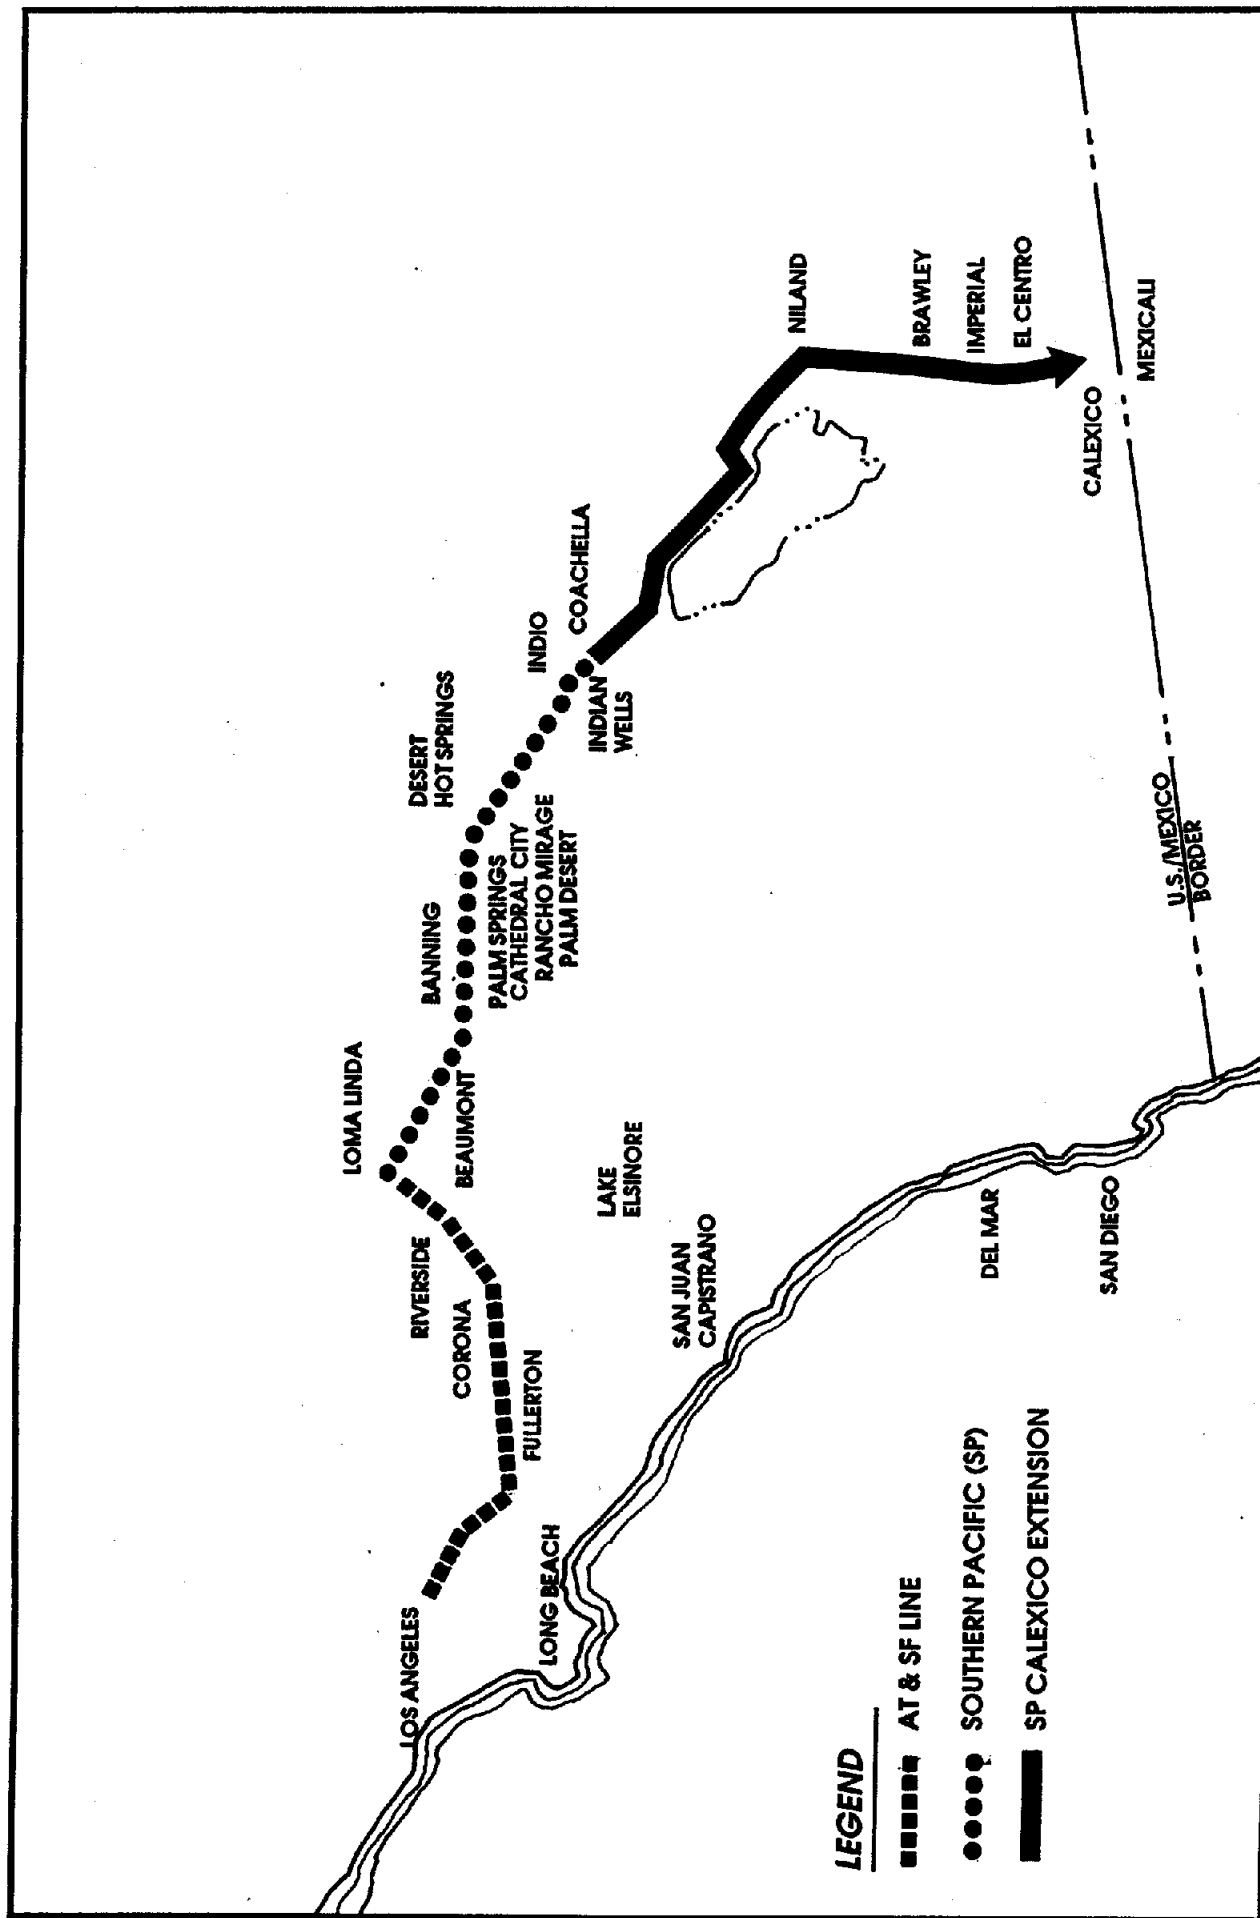 LOS ANGELES
LONG BEACH
FULLERTON
CORONA
RIVERSIDE
LOMA LINDA
BEAUMONT
BANNING
PALM SPRINGS
CATHEDRAL CITY
RANCHO MIRAGE
PALM DESERT
DESERT
HOT SPRINGS
INDIAN
WELLS
INDIO
COACHELLA
NILAND
BRAWLEY
IMPERIAL
EL CENTRO
CALEXICO
MEXICALI
LAKE
ELSINORE
SAN JUAN
CAPISTRANO
DEL MAR
SAN DIEGO
U.S./MEXICO
BORDER
LEGEND
AT & SF LINE
SOUTHERN PACIFIC (SP)
SP CALEXICO EXTENSION